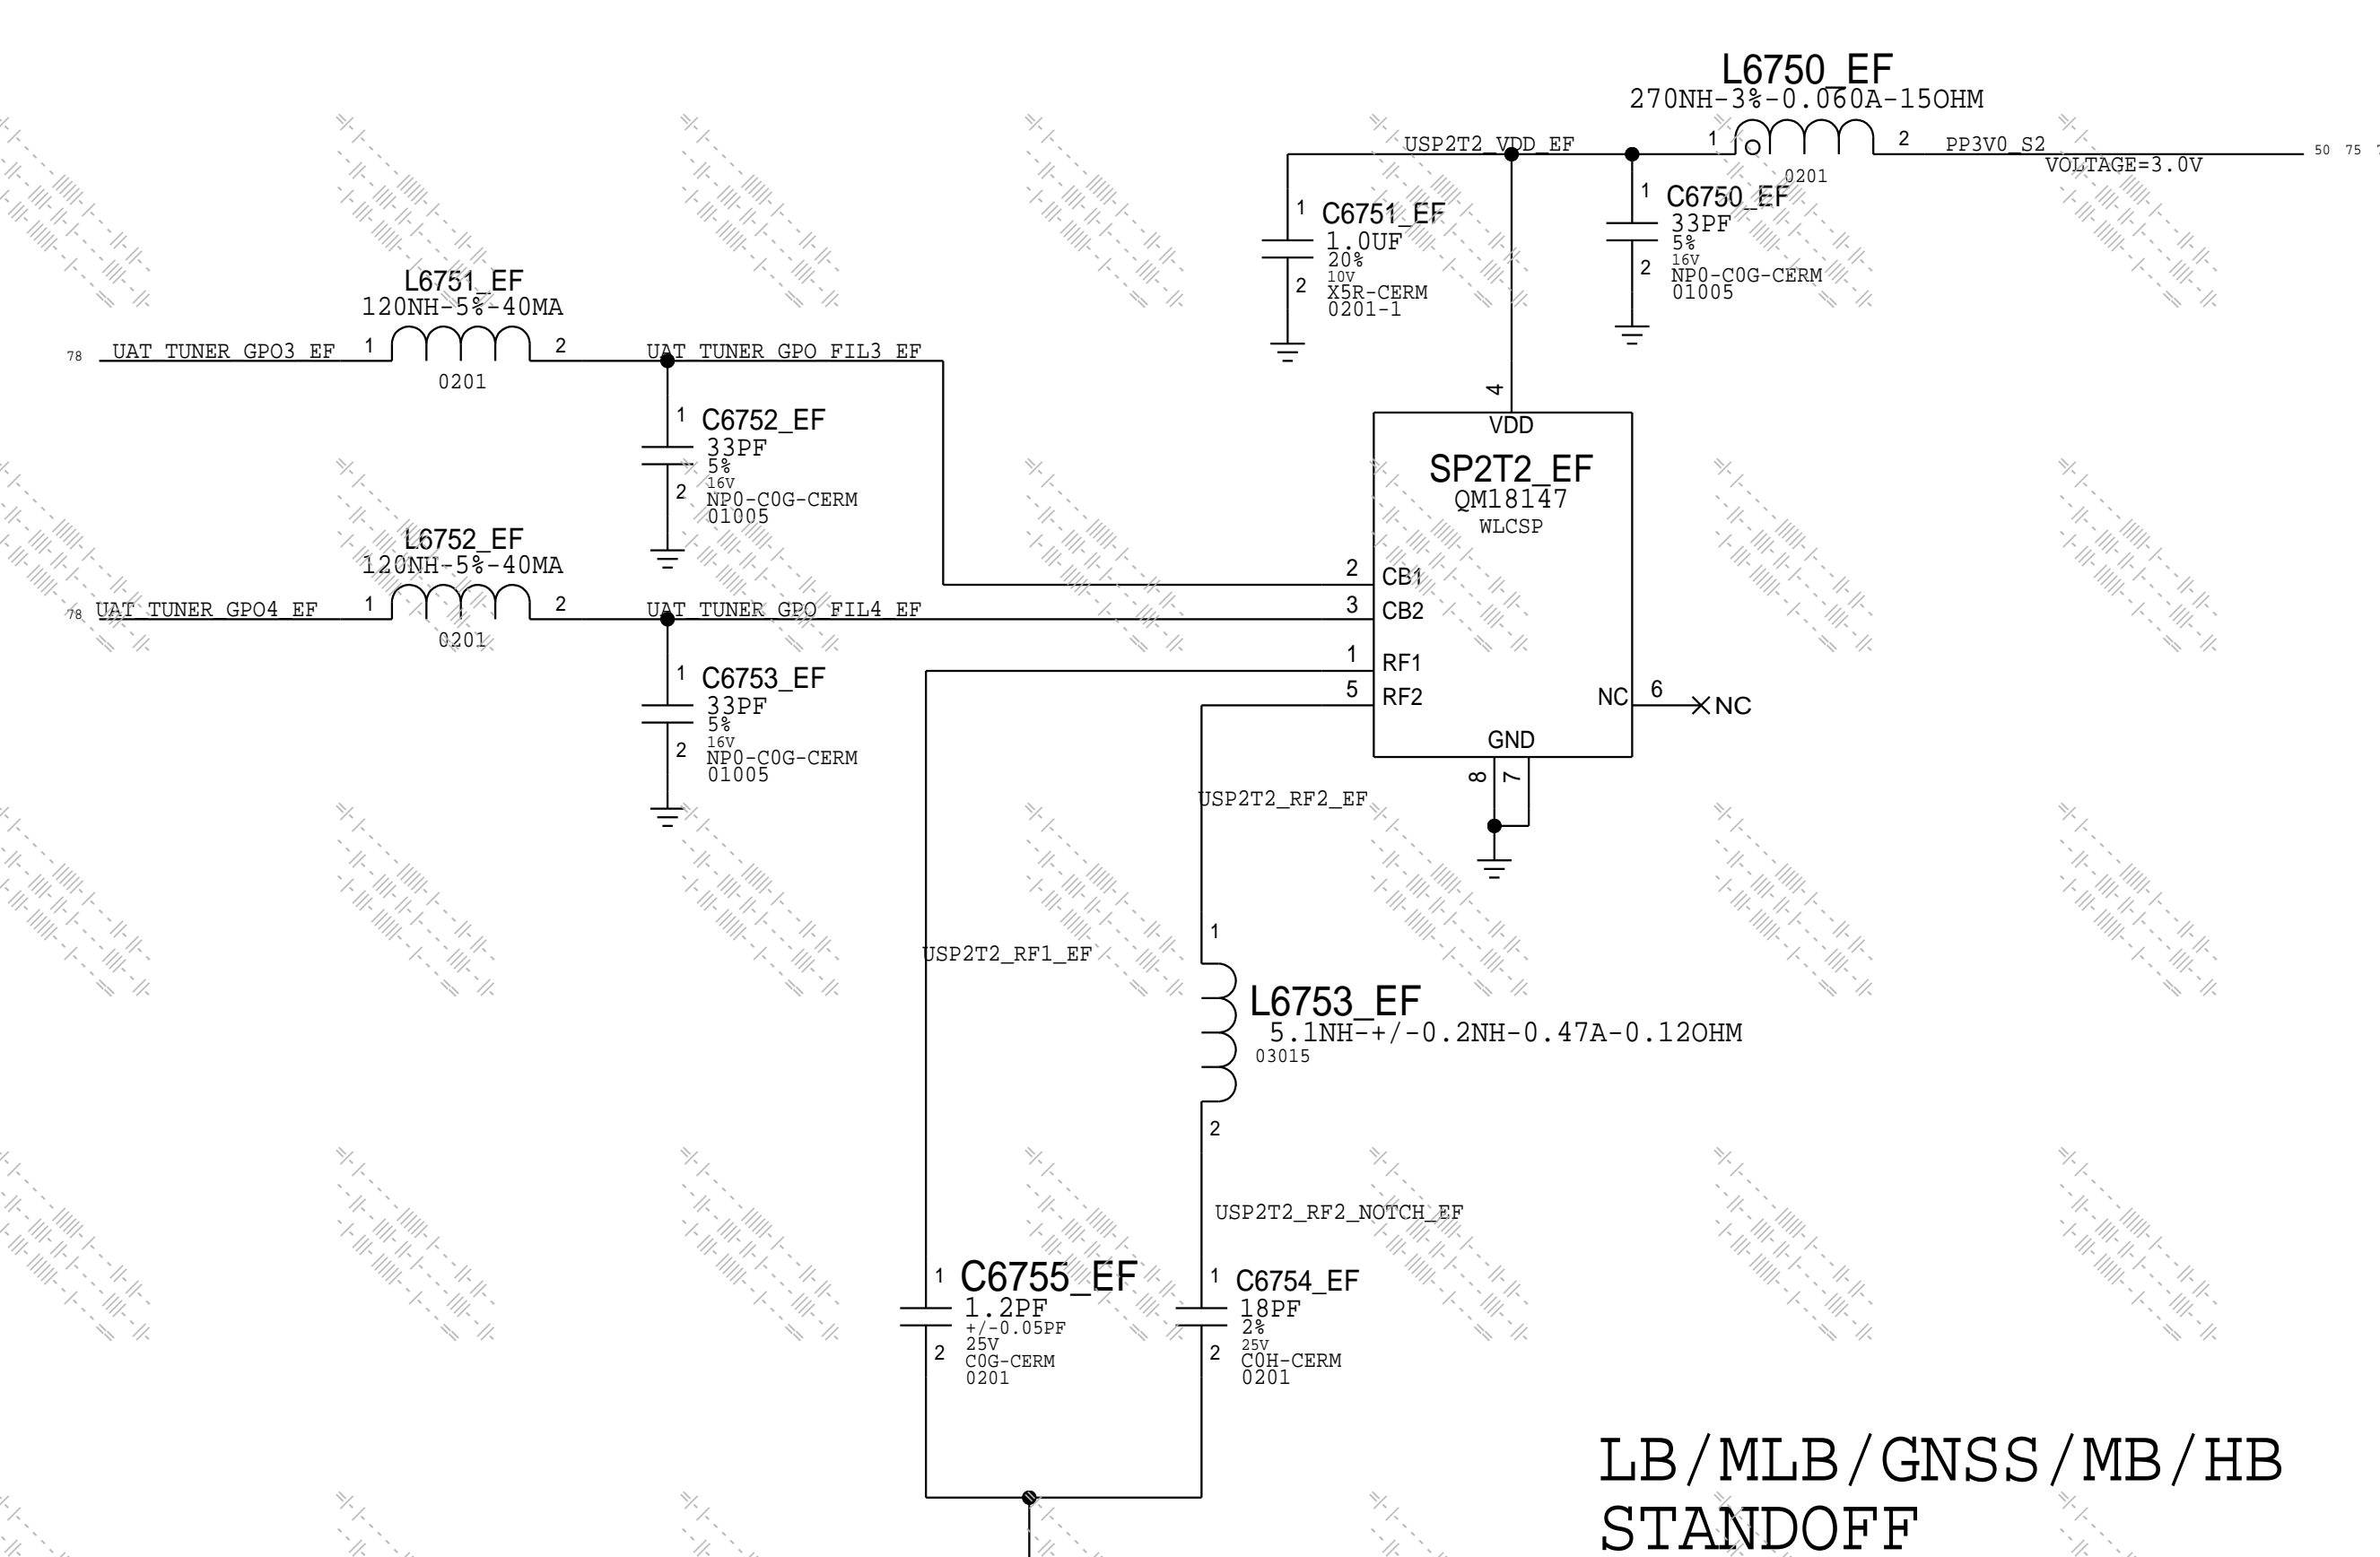 L6750_EF
270NH-3%-0.060A-15OHM
USP2T2_VDD_EF
1
2
PP3V0_S2
VOLTAGE=3.0V
50 75
0201
1
C6751_EF
1.0UF
20%
10V
X5R-CERM
0201-1
2
1
C6750_EF
33PF
5%
16V
NP0-C0G-CERM
01005
2
L6751_EF
120NH-5%-40MA
78
UAT_TUNER_GPO3_EF
1
2
UAT_TUNER_GPO_FIL3_EF
0201
1
C6752_EF
33PF
5%
16V
NP0-C0G-CERM
01005
2
L6752_EF
120NH-5%-40MA
78
UAT_TUNER_GPO4_EF
1
2
UAT_TUNER_GPO_FIL4_EF
0201
1
C6753_EF
33PF
5%
16V
NP0-C0G-CERM
01005
2
4
VDD
SP2T2_EF
QM18147
WLCSP
2
CB1
3
CB2
1
RF1
5
RF2
NC
6
NC
GND
8
7
USP2T2_RF2_EF
USP2T2_RF1_EF
1
L6753_EF
5.1NH-+/-0.2NH-0.47A-0.12OHM
03015
2
USP2T2_RF2_NOTCH_EF
1
C6755_EF
1.2PF
+/-0.05PF
25V
C0G-CERM
0201
2
1
C6754_EF
18PF
2%
25V
C0H-CERM
0201
2
LB/MLB/GNSS/MB/HB
STANDOFF